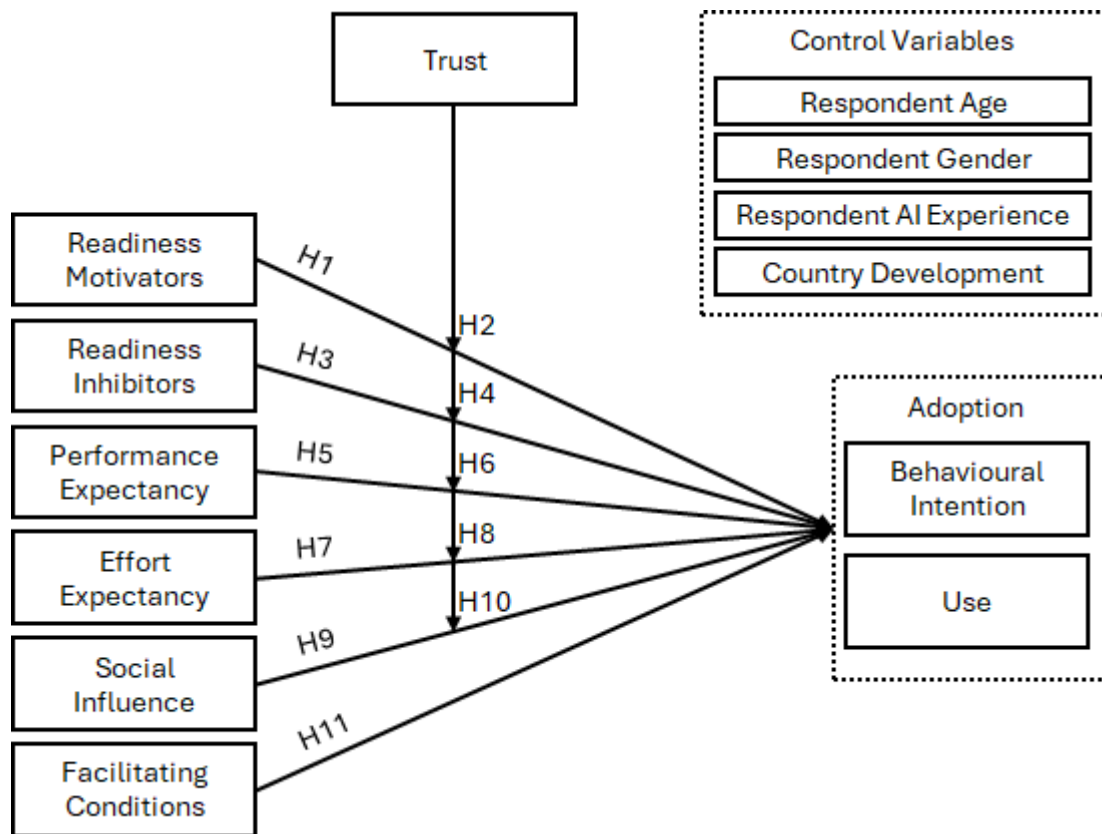 Trust
Control Variables
Respondent Age
Respondent Gender
Respondent AI Experience
Country Development
Readiness
Motivators
H1
H2
Readiness
Inhibitors
H3
H4
Performance
Expectancy
H5
H6
Effort
Expectancy
H7
H8
Social
Influence
H9
H10
Facilitating
Conditions
H11
Adoption
Behavioural
Intention
Use